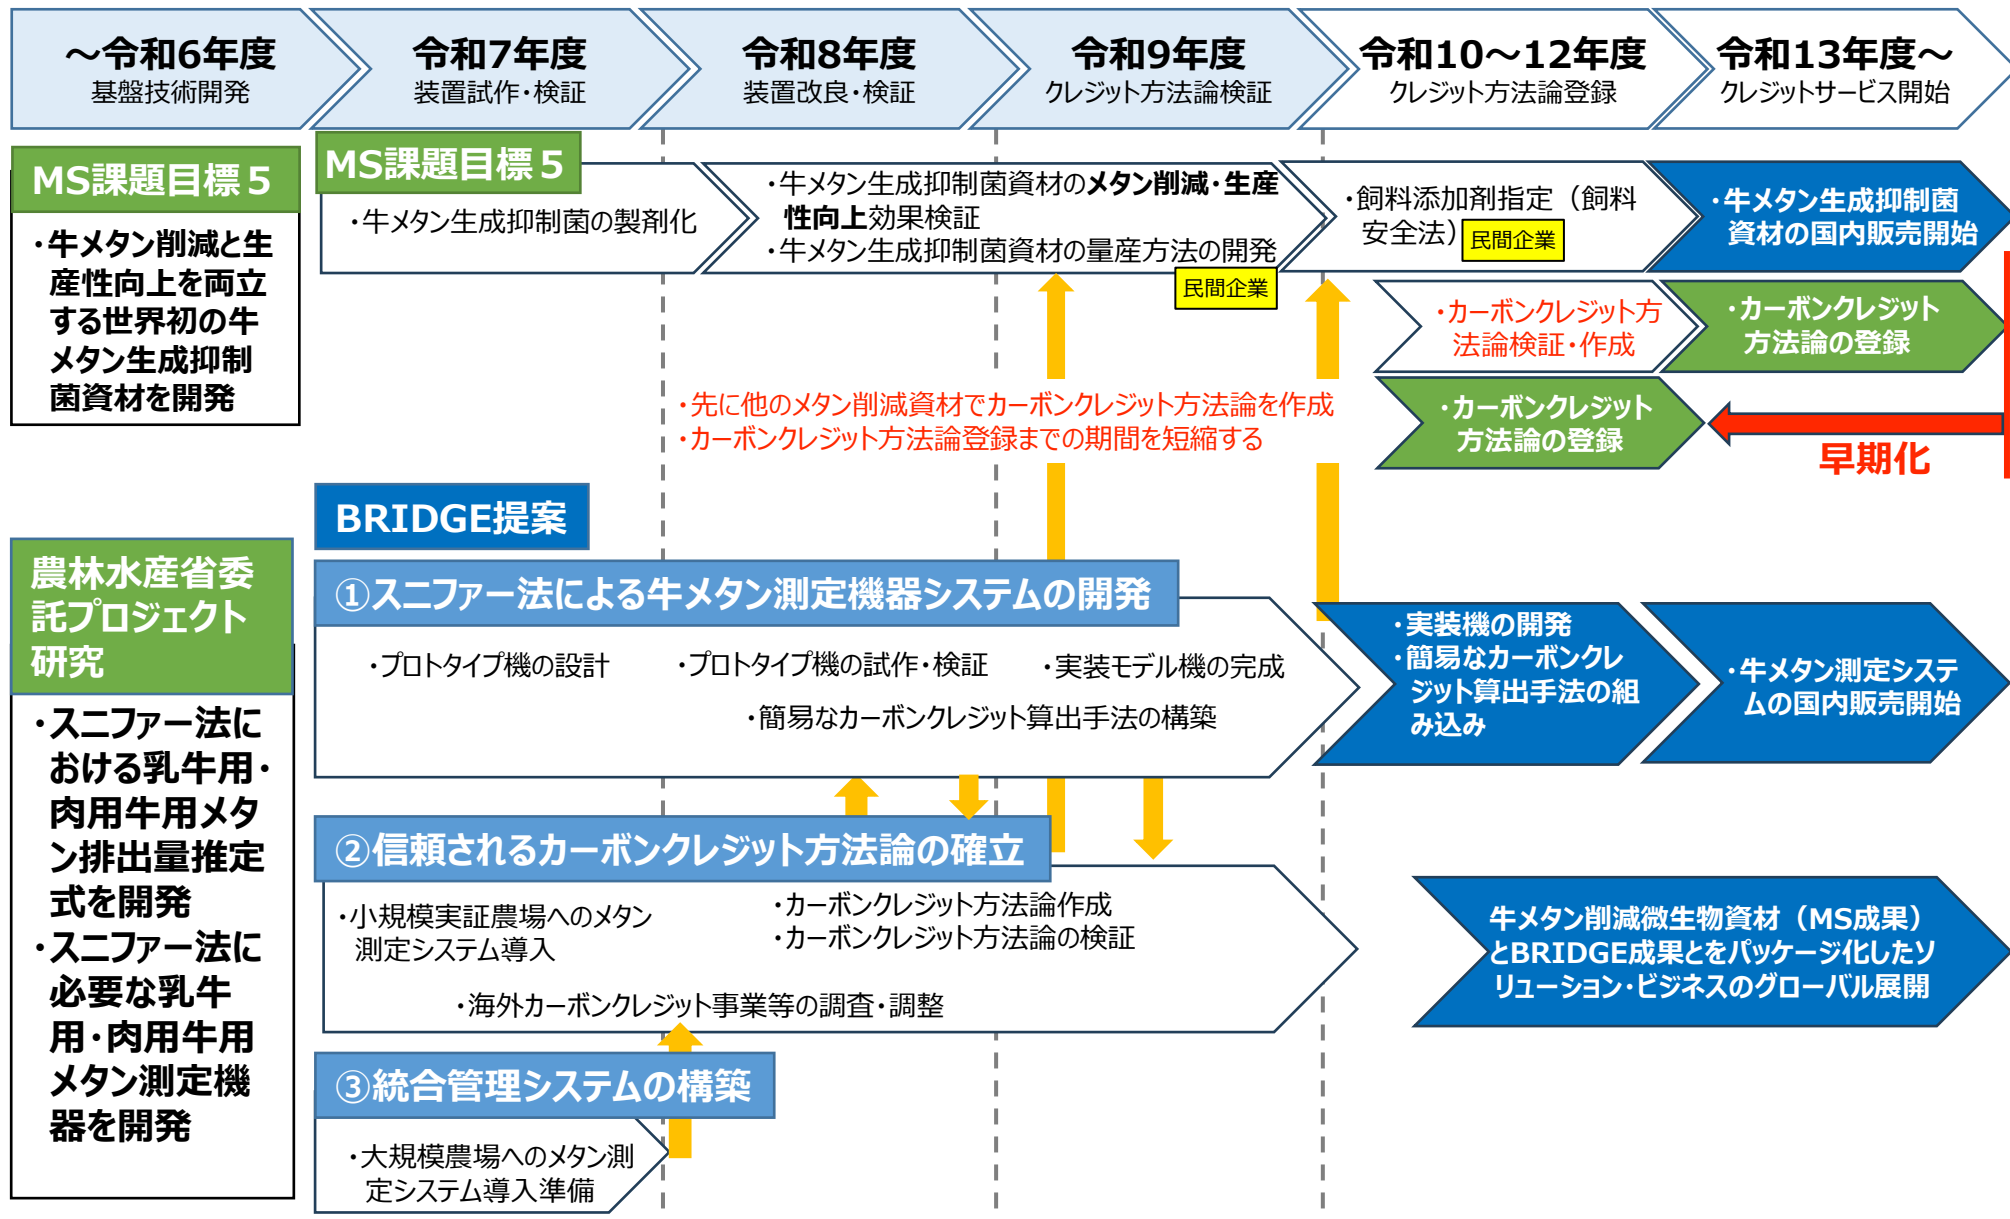 ～令和6年度
基盤技術開発
令和7年度
装置試作・検証
令和8年度
装置改良・検証
令和9年度
クレジット方法論検証
令和10～12年度
クレジット方法論登録
令和13年度～
クレジットサービス開始
MS課題目標５
・牛メタン削減と生
産性向上を両立
する世界初の牛
メタン生成抑制
菌資材を開発
MS課題目標５
・牛メタン生成抑制菌の製剤化
・牛メタン生成抑制菌資材のメタン削減・生産
性向上効果検証
・牛メタン生成抑制菌資材の量産方法の開発
民間企業
・飼料添加剤指定（飼料
安全法）
民間企業
・牛メタン生成抑制菌
資材の国内販売開始
・カーボンクレジット方
法論検証・作成
・カーボンクレジット
方法論の登録
・先に他のメタン削減資材でカーボンクレジット方法論を作成
・カーボンクレジット方法論登録までの期間を短縮する
・カーボンクレジット
方法論の登録
早期化
農林水産省委
託プロジェクト
研究
・スニファー法に
おける乳牛用・
肉用牛用メタ
ン排出量推定
式を開発
・スニファー法に
必要な乳牛
用・肉用牛用
メタン測定機
器を開発
BRIDGE提案
①スニファー法による牛メタン測定機器システムの開発
・プロトタイプ機の設計
・プロトタイプ機の試作・検証
・実装モデル機の完成
・簡易なカーボンクレジット算出手法の構築
・実装機の開発
・簡易なカーボンクレ
ジット算出手法の組
み込み
・牛メタン測定システ
ムの国内販売開始
②信頼されるカーボンクレジット方法論の確立
・小規模実証農場へのメタン
測定システム導入
・カーボンクレジット方法論作成
・カーボンクレジット方法論の検証
・海外カーボンクレジット事業等の調査・調整
牛メタン削減微生物資材（MS成果）
とBRIDGE成果とをパッケージ化したソ
リューション・ビジネスのグローバル展開
③統合管理システムの構築
・大規模農場へのメタン測
定システム導入準備